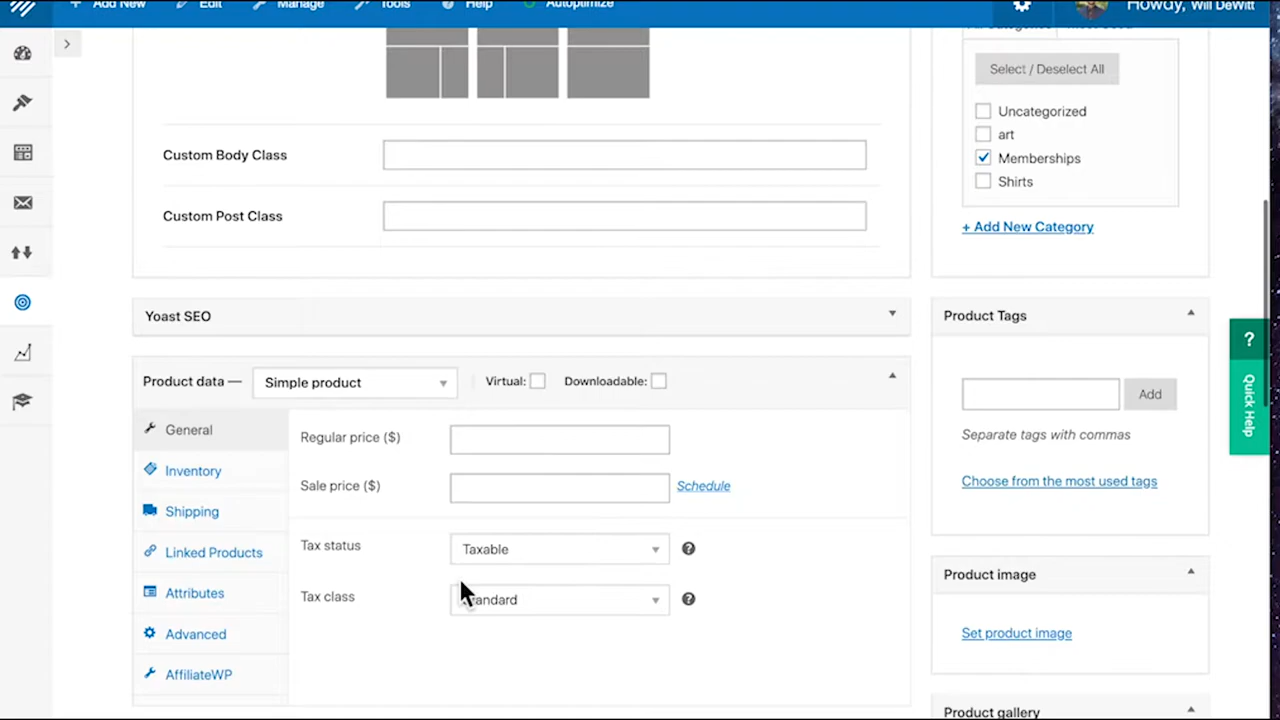 Add New Edit Manage Tools Help Autoptimize Howdy, Will DeWitt
Select / Deselect All
Uncategorized
art
Memberships
Shirts
+ Add New Category
Custom Body Class
Custom Post Class
Yoast SEO
Product data — Simple product Virtual: Downloadable:
General
Inventory
Shipping
Linked Products
Attributes
Advanced
AffiliateWP
Regular price ($)
Sale price ($) Schedule
Tax status Taxable ?
Tax class ?
Product Tags
Add
Separate tags with commas
Choose from the most used tags
Product image
Set product image
Product gallery
?
Quick Help